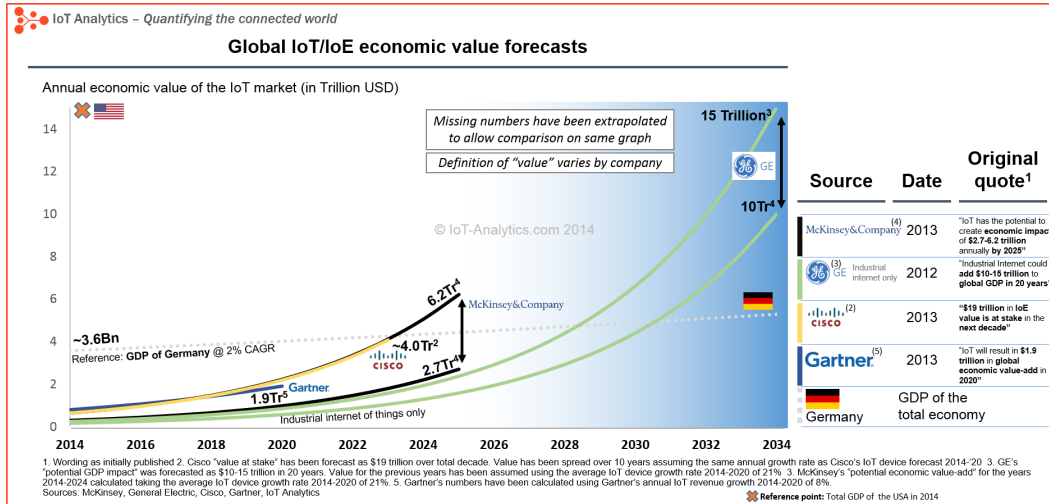 IoT Analytics – Quantifying the connected world
Global IoT/IoE economic value forecasts
Annual economic value of the IoT market (in Trillion USD)
14
12
10
8
6
4
2
0
Missing numbers have been extrapolated
to allow comparison on same graph
Definition of "value" varies by company
15 Trillion³
GE
10Tr⁴
© IoT-Analytics.com 2014
6.2Tr⁴
McKinsey&Company
~3.6Bn
Reference: GDP of Germany @ 2% CAGR
~4.0Tr²
CISCO
2.7Tr⁴
Gartner
1.9Tr⁵
Industrial internet of things only
2014 2016 2018 2020 2022 2024 2026 2028 2030 2032 2034
Source Date Original
quote¹
McKinsey&Company (4) 2013 "IoT has the potential to
create economic impac
of $2.7-6.2 trillion
annually by 2025"
GE (3) Industrial
internet only 2012 "Industrial Internet could
add $10-15 trillion to
global GDP in 20 years"
CISCO (2) 2013 "$19 trillion in IoE
value is at stake in the
next decade"
Gartner (5) 2013 "IoT will result in $1.9
trillion in global
economic value-add in
2020"
Germany GDP of the
total economy
1. Wording as initially published 2. Cisco "value at stake" has been forecast as $19 trillion over total decade. Value has been spread over 10 years assuming the same annual growth rate as Cisco's IoT device forecast 2014-'20 3. GE's
"potential GDP impact" was forecasted as $10-15 trillion in 20 years. Value for the previous years has been assumed using the average IoT device growth rate 2014-2020 of 21% 3. McKinsey's "potential economic value-add" for the years
2014-2024 calculated taking the average IoT device growth rate 2014-2020 of 21%. 5. Gartner's numbers have been calculated using Gartner's annual IoT revenue growth 2014-2020 of 8%.
Sources: McKinsey, General Electric, Cisco, Gartner, IoT Analytics
Reference point: Total GDP of the USA in 2014